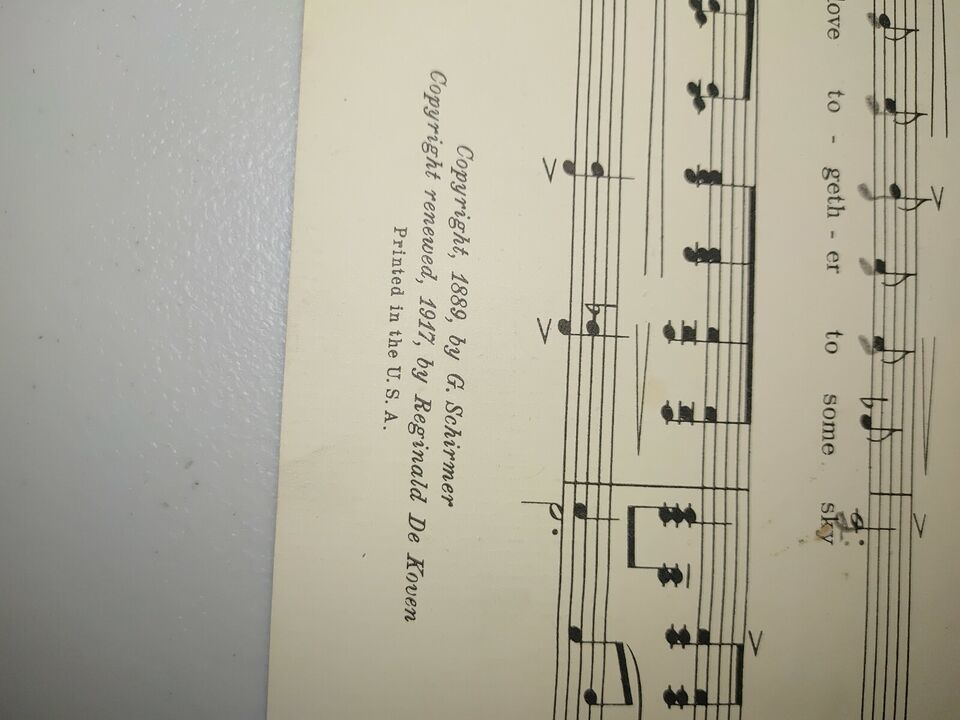 love to - geth - er to some sky
Copyright, 1889, by G. Schirmer
Copyright renewed, 1917, by Reginald De Koven
Printed in the U. S. A.